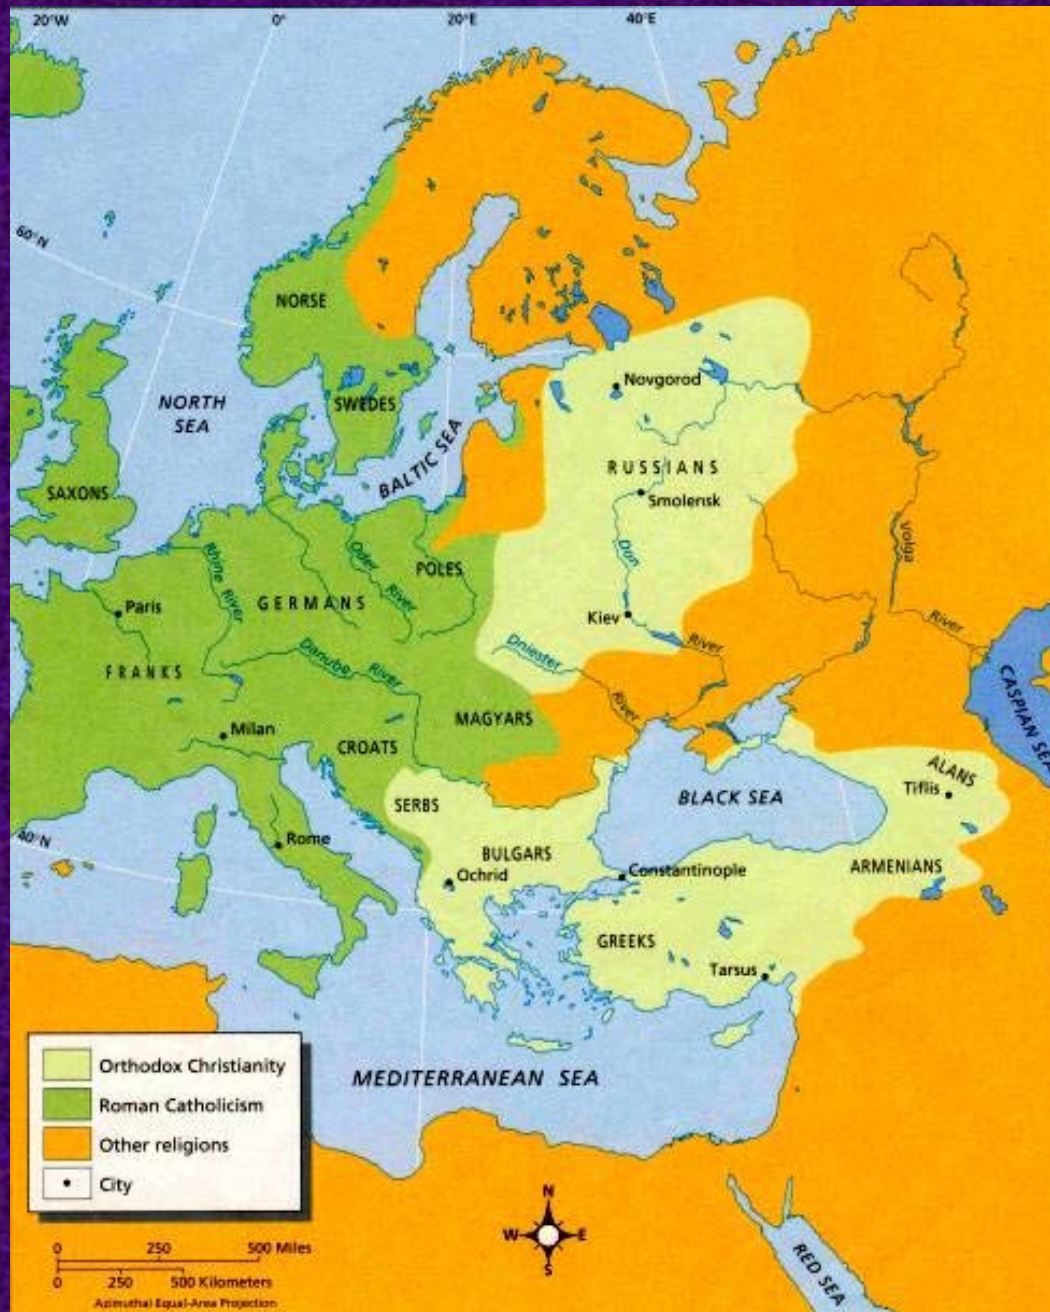 20°W
0°
20°E
40°E
60°N
NORSE
Novgorod
NORTH
SEA
SWEDES
BALTIC SEA
RUSSIANS
SAXONS
Smolensk
Volga
Rhine River
Oder River
POLES
Don
Paris
GERMANS
Kiev
River
River
Dniester
Danube River
FRANKS
River
CASPIAN SEA
MAGYARS
Milan
CROATS
ALANS
Tiflis
BLACK SEA
SERBS
40°N
Rome
BULGARS
Ochrid
Constantinople
ARMENIANS
GREEKS
Tarsus
MEDITERRANEAN SEA
Orthodox Christianity
Roman Catholicism
Other religions
City
N
W E
S
0 250 500 Miles
0 250 500 Kilometers
Azimuthal Equal-Area Projection
RED SEA